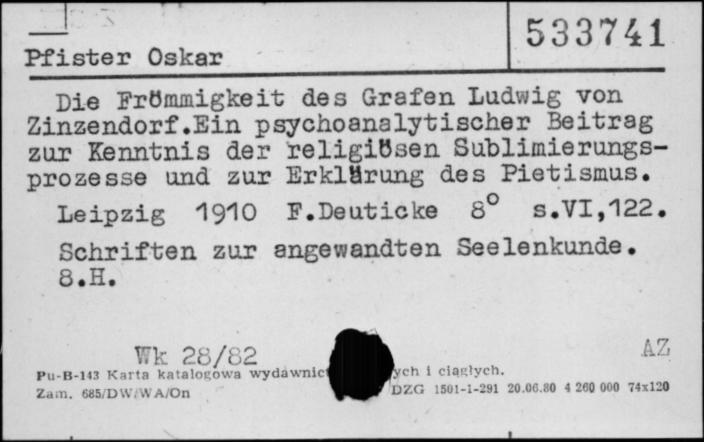 533741
Pfister Oskar
Die Frömmigkeit des Grafen Ludwig von
Zinzendorf.Ein psychoanalytischer Beitrag
zur Kenntnis der religiösen Sublimierungs-
prozesse und zur Erklärung des Pietismus.
Leipzig 1910 F.Deuticke 8° s.VI,122.
Schriften zur angewandten Seelenkunde.
8.H.
Wk 28/82 AZ
Pu-B-143 Karta katalogowa wydawnic ych i ciągłych.
Zam. 685/DW/WA/On DZG 1501-1-291 20.06.80 4 260 000 74x120